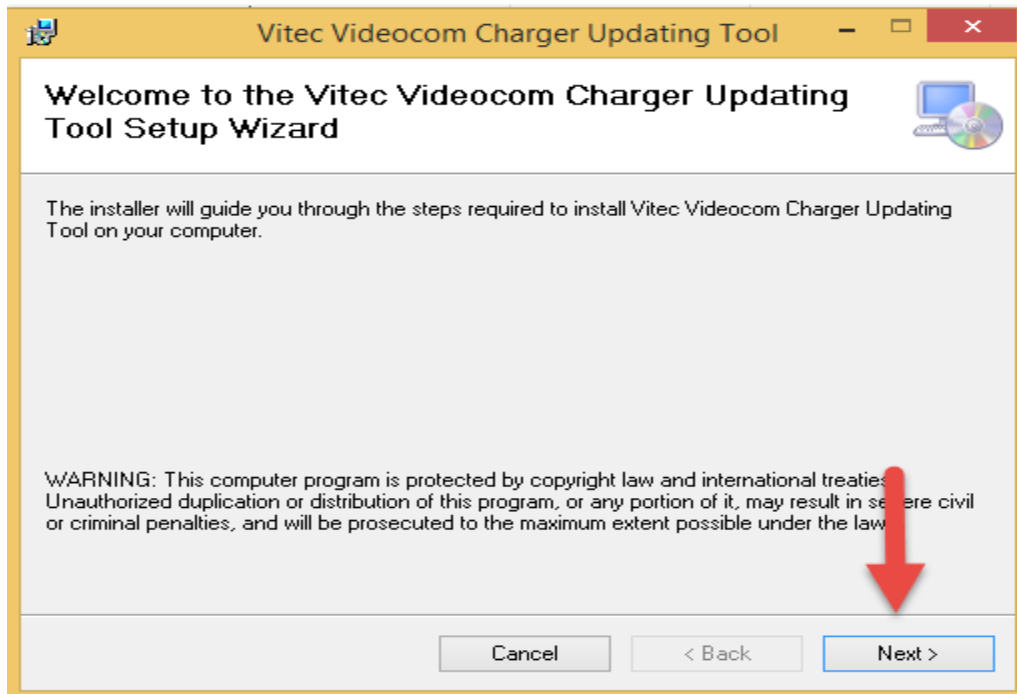 Vitec Videocom Charger Updating Tool
Welcome to the Vitec Videocom Charger Updating
Tool Setup Wizard
The installer will guide you through the steps required to install Vitec Videocom Charger Updating
Tool on your computer.
WARNING: This computer program is protected by copyright law and international treaties
Unauthorized duplication or distribution of this program, or any portion of it, may result in severe civil
or criminal penalties, and will be prosecuted to the maximum extent possible under the law
Cancel
< Back
Next >